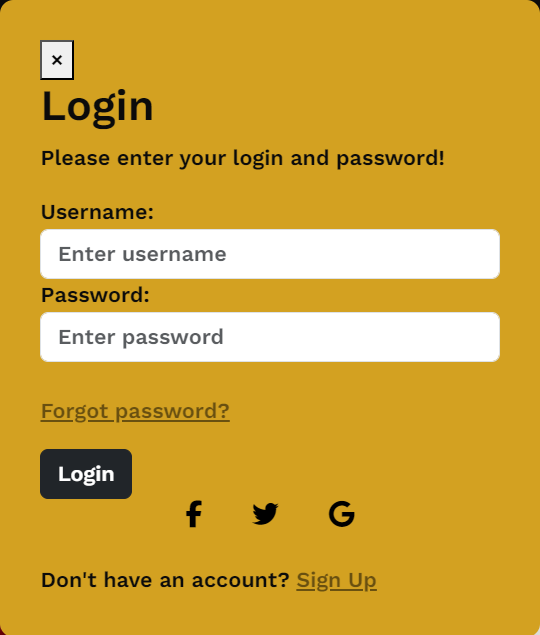 ×
Login
Please enter your login and password!
Username:
Enter username
Password:
Enter password
Forgot password?
Login
Don't have an account? Sign Up